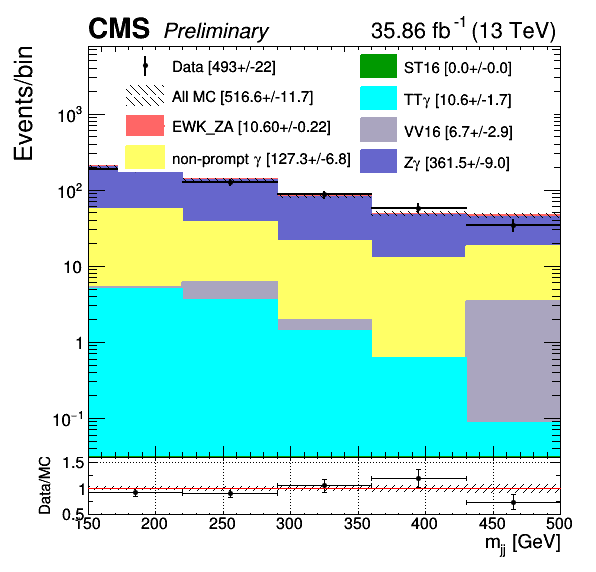 CMS Preliminary 35.86 fb⁻¹ (13 TeV)
Events/bin
Data [493+/-22]
All MC [516.6+/-11.7]
EWK_ZA [10.60+/-0.22]
non-prompt γ [127.3+/-6.8]
ST16 [0.0+/-0.0]
TTγ [10.6+/-1.7]
VV16 [6.7+/-2.9]
Zγ [361.5+/-9.0]
10³
10²
10
1
10⁻¹
Data/MC
1.5
1
0.5
150 200 250 300 350 400 450 500
m_jj [GeV]